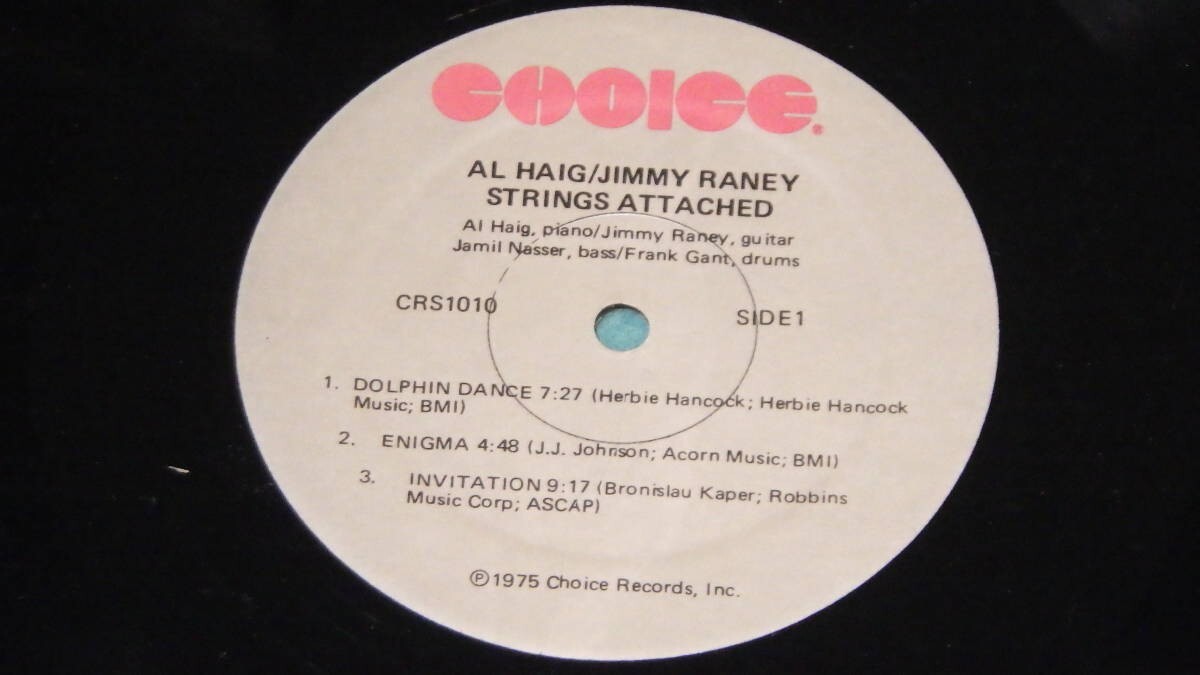 CHOICE®
AL HAIG/JIMMY RANEY
STRINGS ATTACHED
Al Haig, piano/Jimmy Raney, guitar
Jamil Nasser, bass/Frank Gant, drums
CRS1010 SIDE1
1. DOLPHIN DANCE 7:27 (Herbie Hancock; Herbie Hancock
Music; BMI)
2. ENIGMA 4:48 (J.J. Johnson; Acorn Music; BMI)
3. INVITATION 9:17 (Bronislau Kaper; Robbins
Music Corp; ASCAP)
℗1975 Choice Records, Inc.